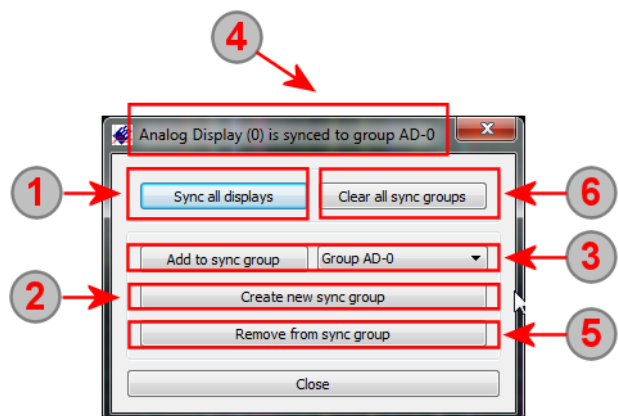 4
Analog Display (0) is synced to group AD-0
x
1
Sync all displays
Clear all sync groups
6
Add to sync group
Group AD-0
3
2
Create new sync group
Remove from sync group
5
Close